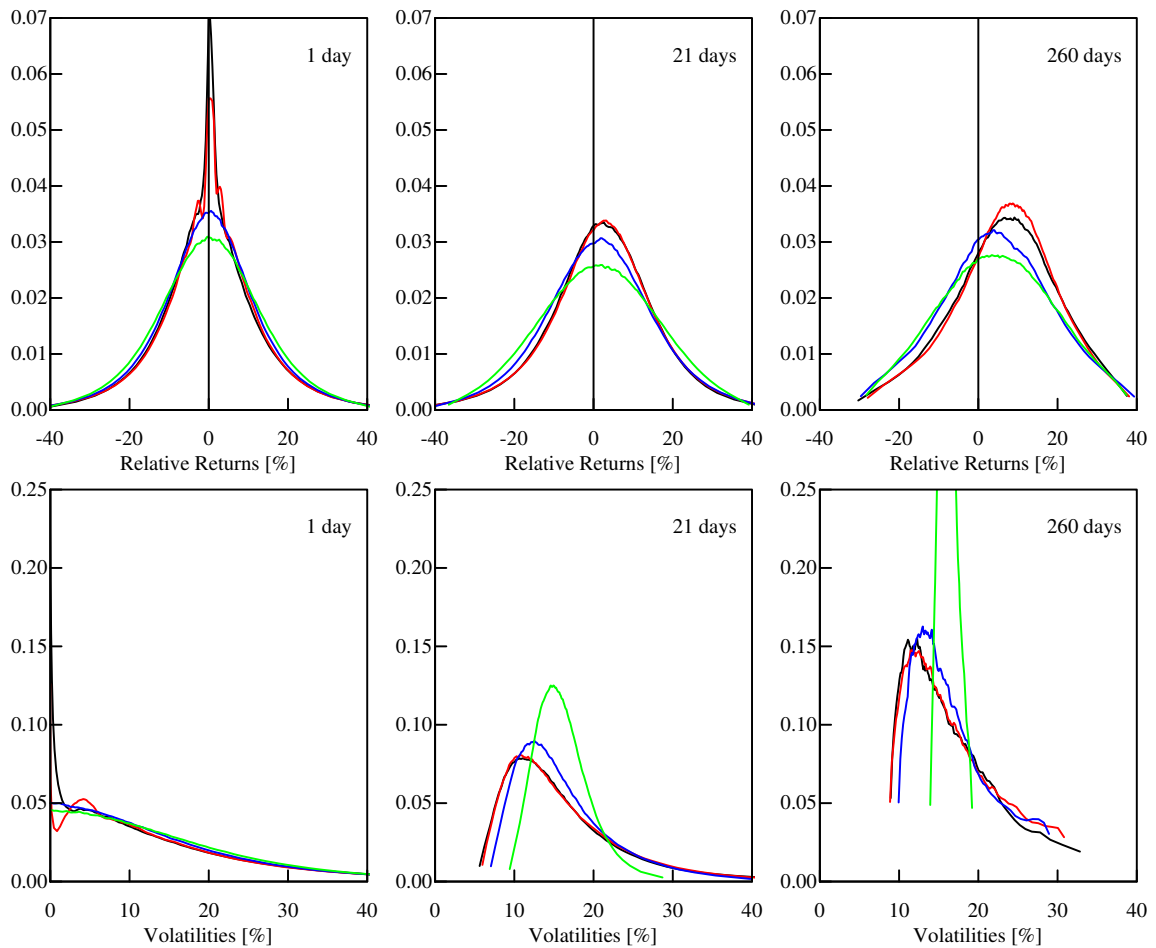 0.07 0.07 0.07
1 day 21 days 260 days
0.06 0.06 0.06
0.05 0.05 0.05
0.04 0.04 0.04
0.03 0.03 0.03
0.02 0.02 0.02
0.01 0.01 0.01
0.00 0.00 0.00
-40 -20 0 20 40 -40 -20 0 20 40 -40 -20 0 20 40
Relative Returns [%] Relative Returns [%] Relative Returns [%]
0.25 0.25 0.25
1 day 21 days 260 days
0.20 0.20 0.20
0.15 0.15 0.15
0.10 0.10 0.10
0.05 0.05 0.05
0.00 0.00 0.00
0 10 20 30 40 0 10 20 30 40 0 10 20 30 40
Volatilities [%] Volatilities [%] Volatilities [%]